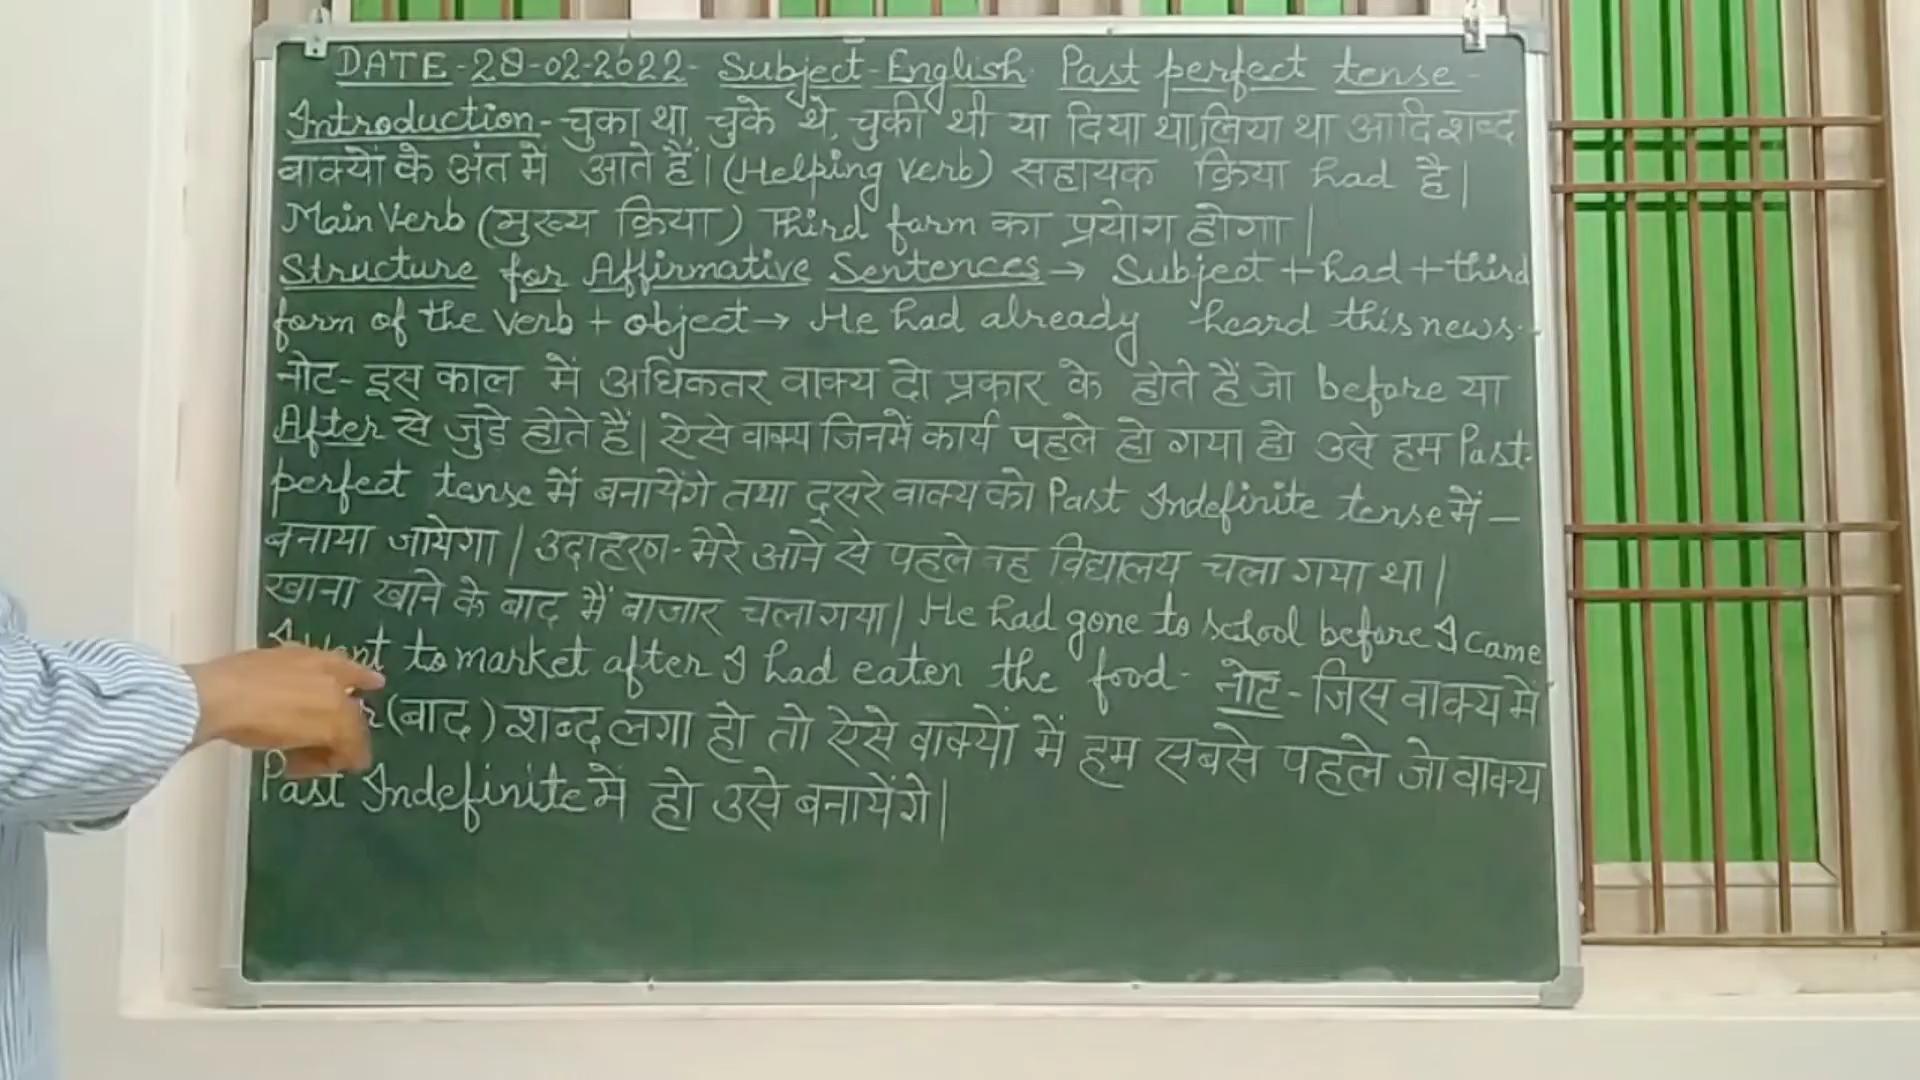 DATE-28-02-2022- Subject-English Past perfect tense-
Introduction-चुका था, चुके थे, चुकी थी या दिया था, लिया था आदि शब्द
वाक्यों के अंत में आते हैं। (Helping verb) सहायक क्रिया had है।
Main Verb (मुख्य क्रिया) Third form का प्रयोग होगा।
Structure for Affirmative Sentences → Subject + had + third
form of the verb + object → He had already heard this news.
नोट- इस काल में अधिकतर वाक्य दो प्रकार के होते हैं जो before या
After से जुड़े होते हैं। ऐसे वाक्य जिनमें कार्य पहले हो गया हो उसे हम Past-
perfect tense में बनायेंगे तथा दूसरे वाक्य को Past Indefinite tense में -
बनाया जायेगा। उदाहरण- मेरे आने से पहले वह विद्यालय चला गया था।
खाना खाने के बाद मैं बाजार चला गया। He had gone to school before I came
to market after I had eaten the food- नोट- जिस वाक्य में
(बाद) शब्द लगा हो तो ऐसे वाक्यों में हम सबसे पहले जो वाक्य
Past Indefinite में हो उसे बनायेंगे।